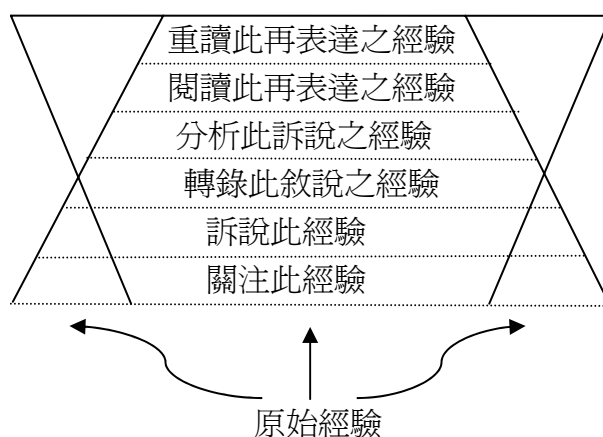 重讀此再表達之經驗
閱讀此再表達之經驗
分析此訴說之經驗
轉錄此敘說之經驗
訴說此經驗
關注此經驗
原始經驗